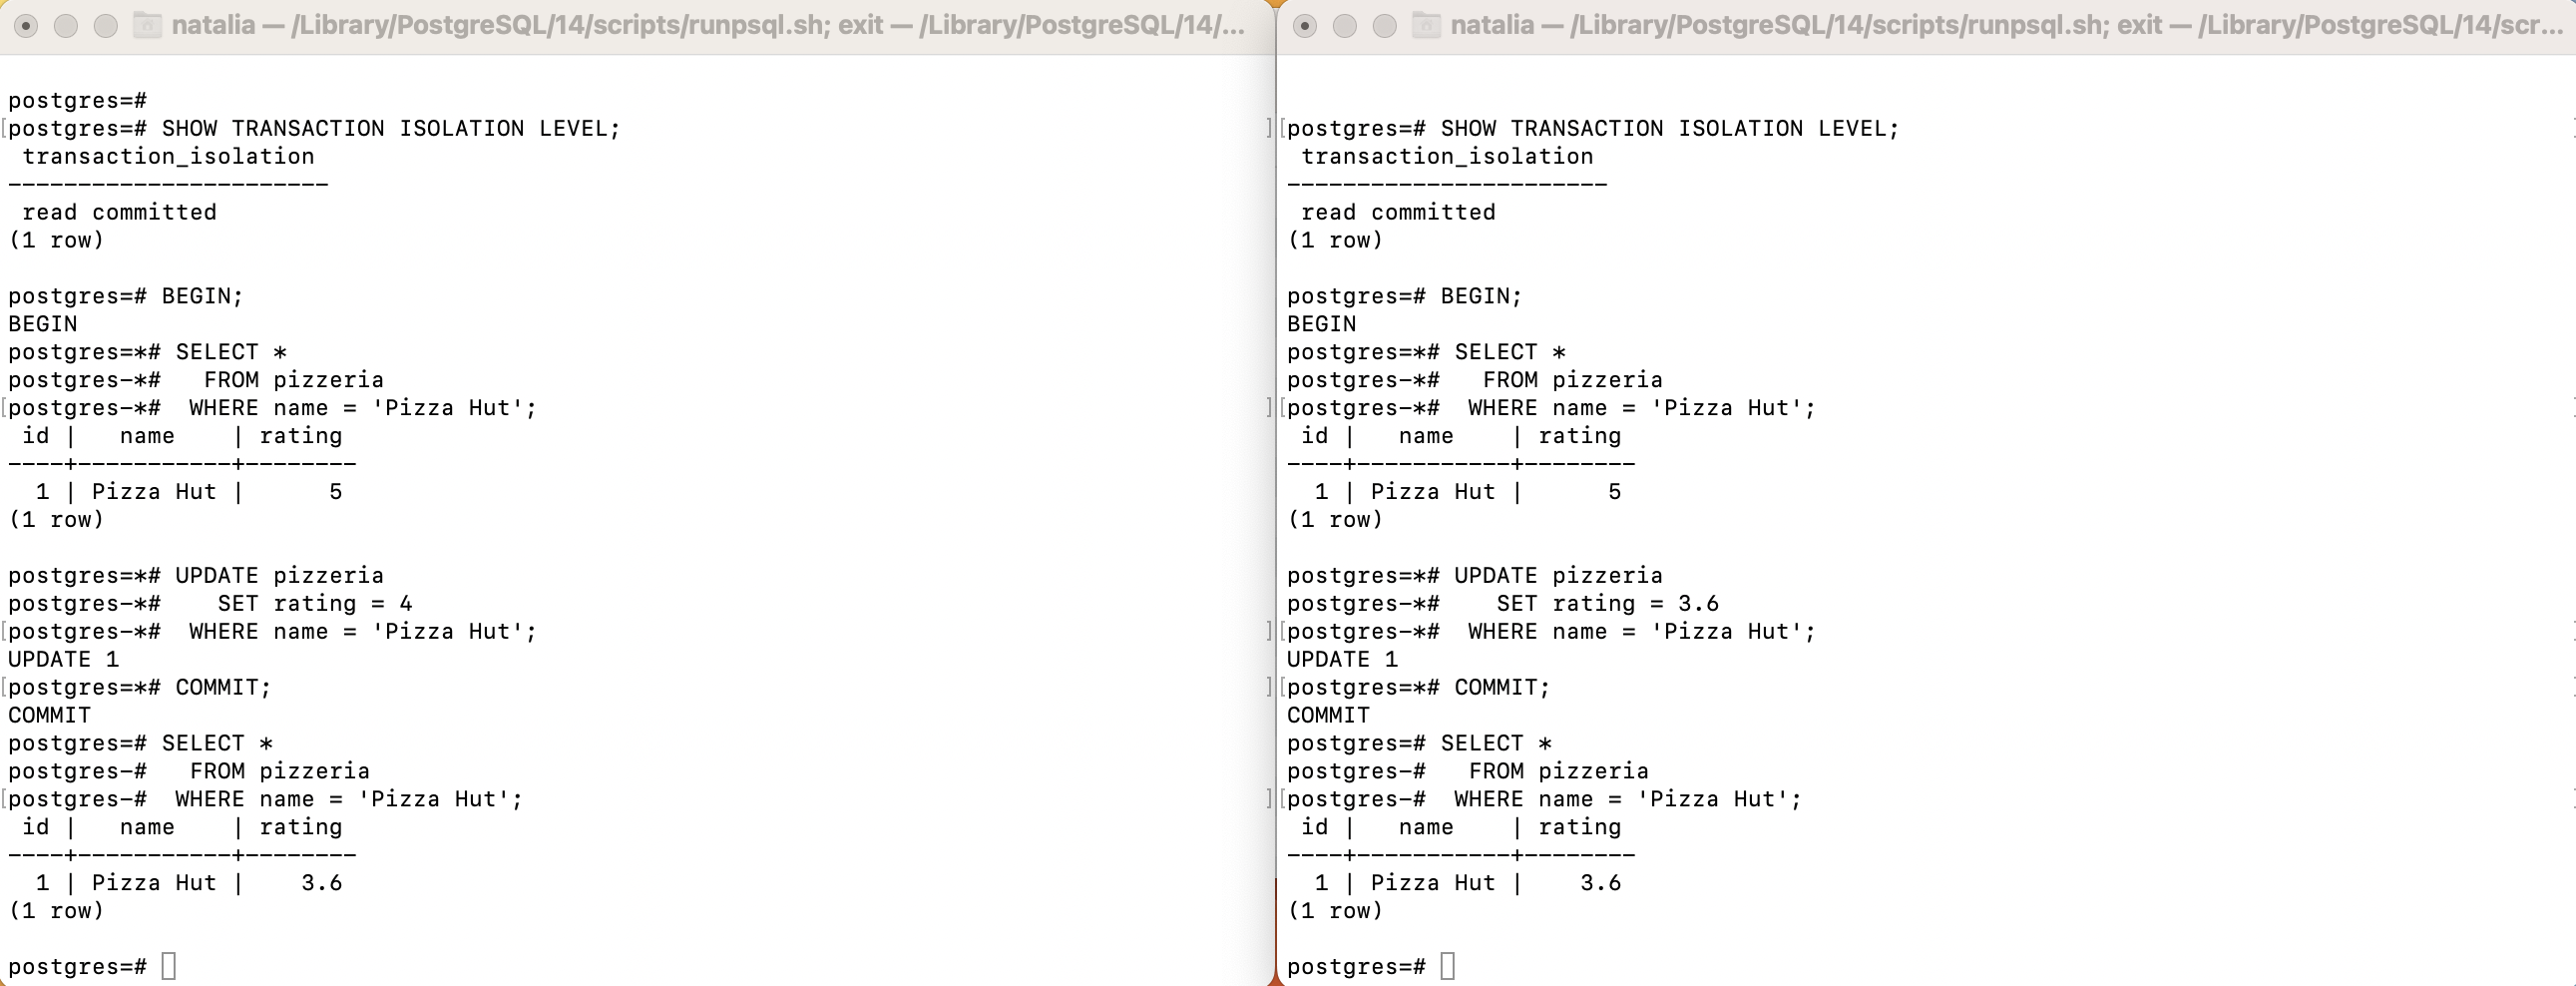 natalia — /Library/PostgreSQL/14/scripts/runpsql.sh; exit — /Library/PostgreSQL/14/...
postgres=#
[postgres=# SHOW TRANSACTION ISOLATION LEVEL; ]
 transaction_isolation
-----------------------
 read committed
(1 row)

postgres=# BEGIN;
BEGIN
postgres=*# SELECT *
postgres-*#   FROM pizzeria
[postgres-*#  WHERE name = 'Pizza Hut'; ]
 id |   name    | rating
----+-----------+--------
  1 | Pizza Hut |      5
(1 row)

postgres=*# UPDATE pizzeria
postgres-*#    SET rating = 4
[postgres-*#  WHERE name = 'Pizza Hut'; ]
UPDATE 1
[postgres=*# COMMIT; ]
COMMIT
postgres=# SELECT *
postgres-#   FROM pizzeria
[postgres-#  WHERE name = 'Pizza Hut'; ]
 id |   name    | rating
----+-----------+--------
  1 | Pizza Hut |    3.6
(1 row)

postgres=#
natalia — /Library/PostgreSQL/14/scripts/runpsql.sh; exit — /Library/PostgreSQL/14/scr...
[postgres=# SHOW TRANSACTION ISOLATION LEVEL;
 transaction_isolation
-----------------------
 read committed
(1 row)

postgres=# BEGIN;
BEGIN
postgres=*# SELECT *
postgres-*#   FROM pizzeria
[postgres-*#  WHERE name = 'Pizza Hut';
 id |   name    | rating
----+-----------+--------
  1 | Pizza Hut |      5
(1 row)

postgres=*# UPDATE pizzeria
postgres-*#    SET rating = 3.6
[postgres-*#  WHERE name = 'Pizza Hut';
UPDATE 1
[postgres=*# COMMIT;
COMMIT
postgres=# SELECT *
postgres-#   FROM pizzeria
[postgres-#  WHERE name = 'Pizza Hut';
 id |   name    | rating
----+-----------+--------
  1 | Pizza Hut |    3.6
(1 row)

postgres=#